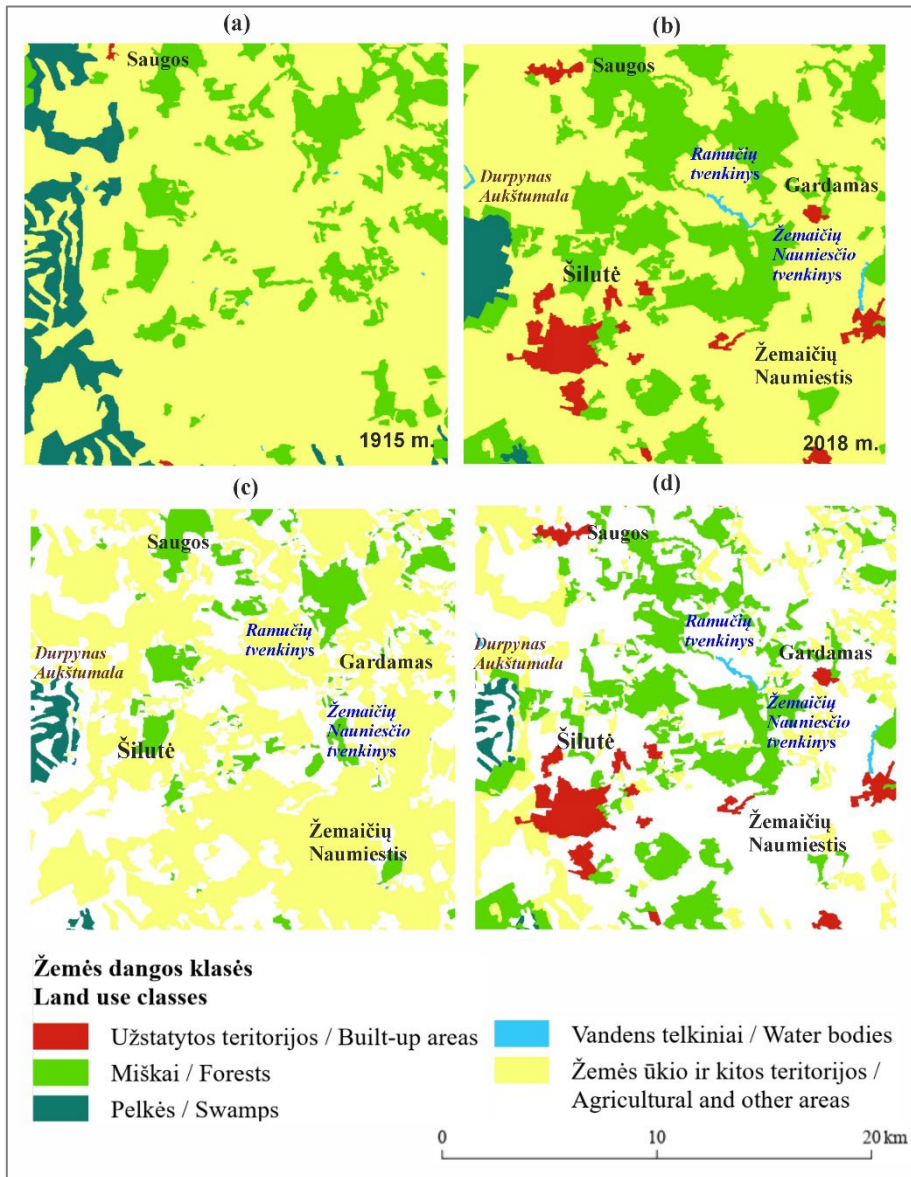 (a)
Saugos
1915 m.
(b)
Saugos
Ramučių
tvenkinys
Durpynas
Aukštumala
Gardamas
Žemaičių
Nauniesčio
tvenkinys
Šilutė
Žemaičių
Naumiestis
2018 m.
(c)
Saugos
Ramučių
tvenkinys
Durpynas
Aukštumala
Gardamas
Žemaičių
Nauniesčio
tvenkinys
Šilutė
Žemaičių
Naumiestis
(d)
Saugos
Ramučių
tvenkinys
Durpynas
Aukštumala
Gardamas
Žemaičių
Nauniesčio
tvenkinys
Šilutė
Žemaičių
Naumiestis
Žemės dangos klasės
Land use classes
Užstatytos teritorijos / Built-up areas
Miškai / Forests
Pelkės / Swamps
Vandens telkiniai / Water bodies
Žemės ūkio ir kitos teritorijos /
Agricultural and other areas
0 10 20 km